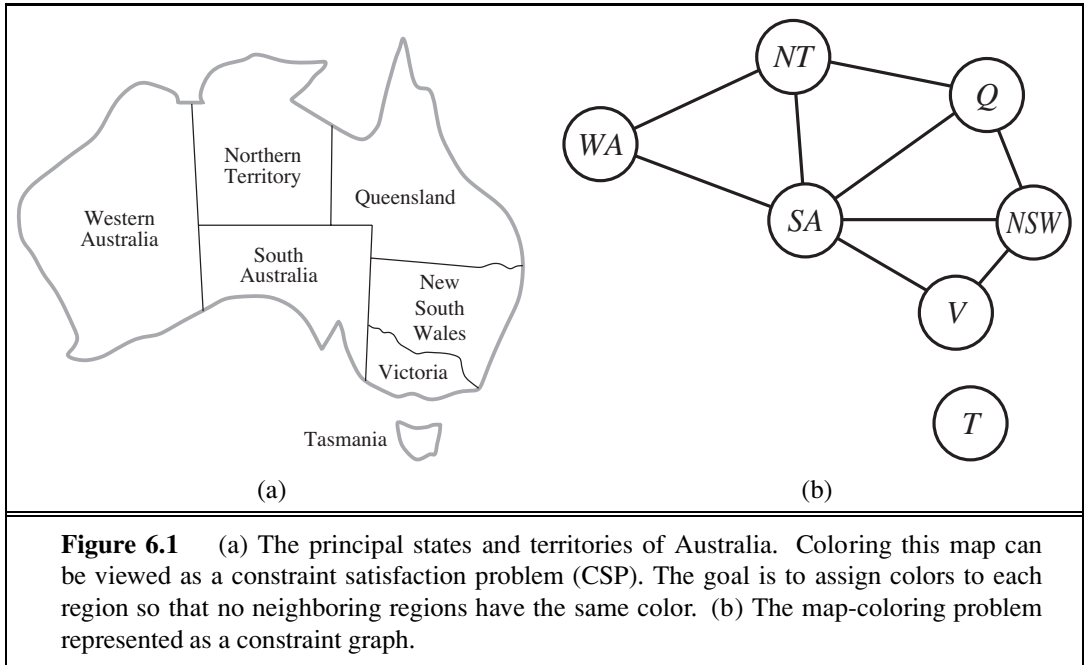 Northern
Territory
Queensland
Western
Australia
South
Australia
New
South
Wales
Victoria
Tasmania
(a)
NT
Q
WA
SA
NSW
V
T
(b)
Figure 6.1 (a) The principal states and territories of Australia. Coloring this map can
be viewed as a constraint satisfaction problem (CSP). The goal is to assign colors to each
region so that no neighboring regions have the same color. (b) The map-coloring problem
represented as a constraint graph.